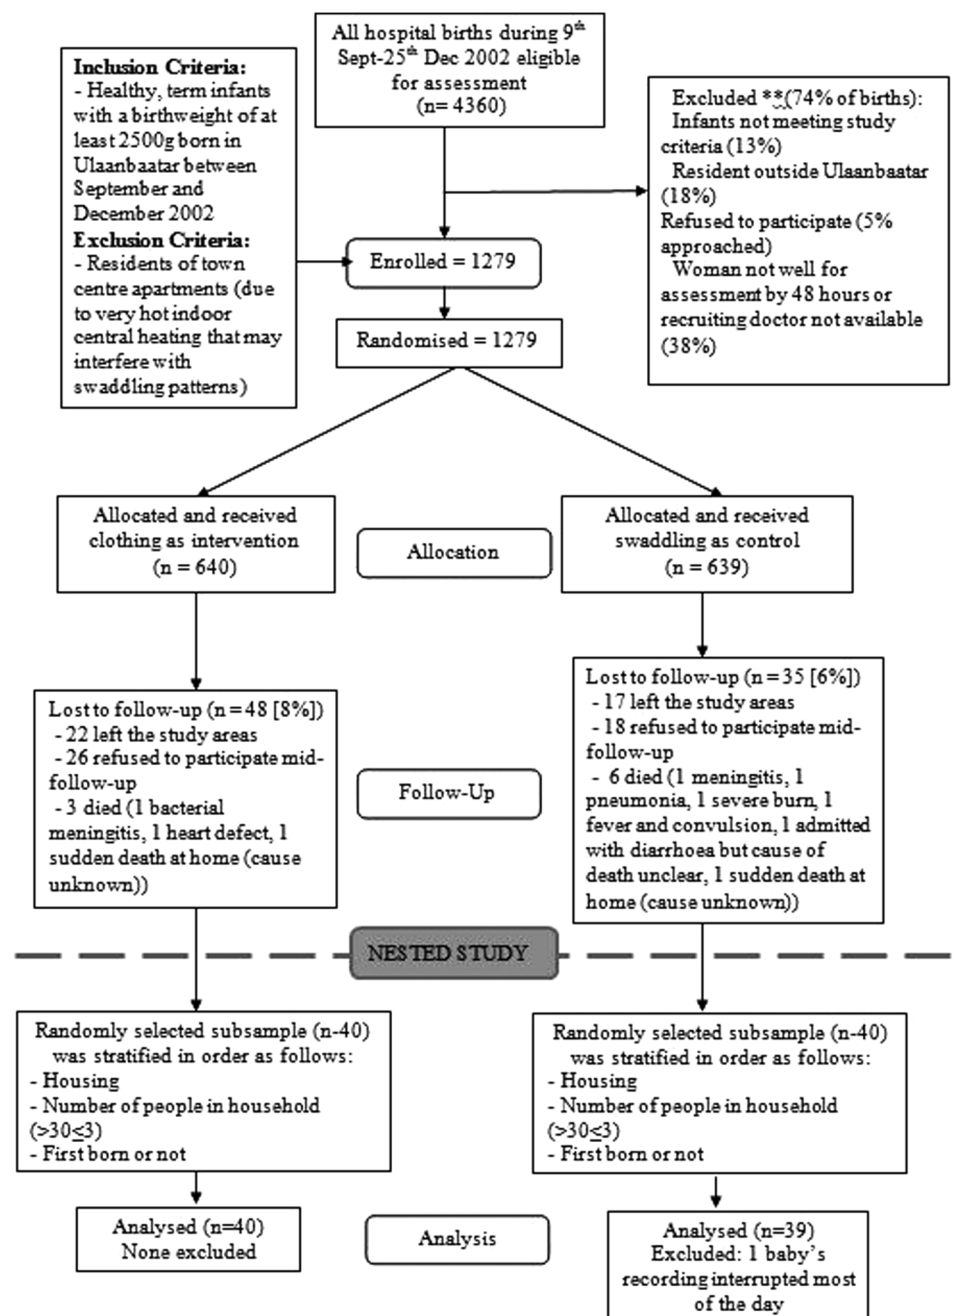 All hospital births during 9th
Sept-25th Dec 2002 eligible
for assessment
(n= 4360)
Inclusion Criteria:
- Healthy, term infants
with a birthweight of at
least 2500g born in
Ulaanbaatar between
September and
December 2002
Exclusion Criteria:
- Residents of town
centre apartments (due
to very hot indoor
central heating that may
interfere with
swaddling patterns)
Excluded **(74% of births):
Infants not meeting study
criteria (13%)
Resident outside Ulaanbaatar
(18%)
Refused to participate (5%
approached)
Woman not well for
assessment by 48 hours or
recruiting doctor not available
(38%)
Enrolled = 1279
Randomised = 1279
Allocated and received
clothing as intervention
(n = 640)
Allocation
Allocated and received
swaddling as control
(n = 639)
Lost to follow-up (n = 48 [8%])
- 22 left the study areas
- 26 refused to participate mid-
follow-up
- 3 died (1 bacterial
meningitis, 1 heart defect, 1
sudden death at home (cause
unknown))
Follow-Up
Lost to follow-up (n = 35 [6%])
- 17 left the study areas
- 18 refused to participate mid-
follow-up
- 6 died (1 meningitis, 1
pneumonia, 1 severe burn, 1
fever and convulsion, 1 admitted
with diarrhoea but cause of
death unclear, 1 sudden death at
home (cause unknown))
NESTED STUDY
Randomly selected subsample (n-40)
was stratified in order as follows:
- Housing
- Number of people in household
(>30≤3)
- First born or not
Randomly selected subsample (n-40)
was stratified in order as follows:
- Housing
- Number of people in household
(>30≤3)
- First born or not
Analysed (n=40)
None excluded
Analysis
Analysed (n=39)
Excluded: 1 baby's
recording interrupted most
of the day